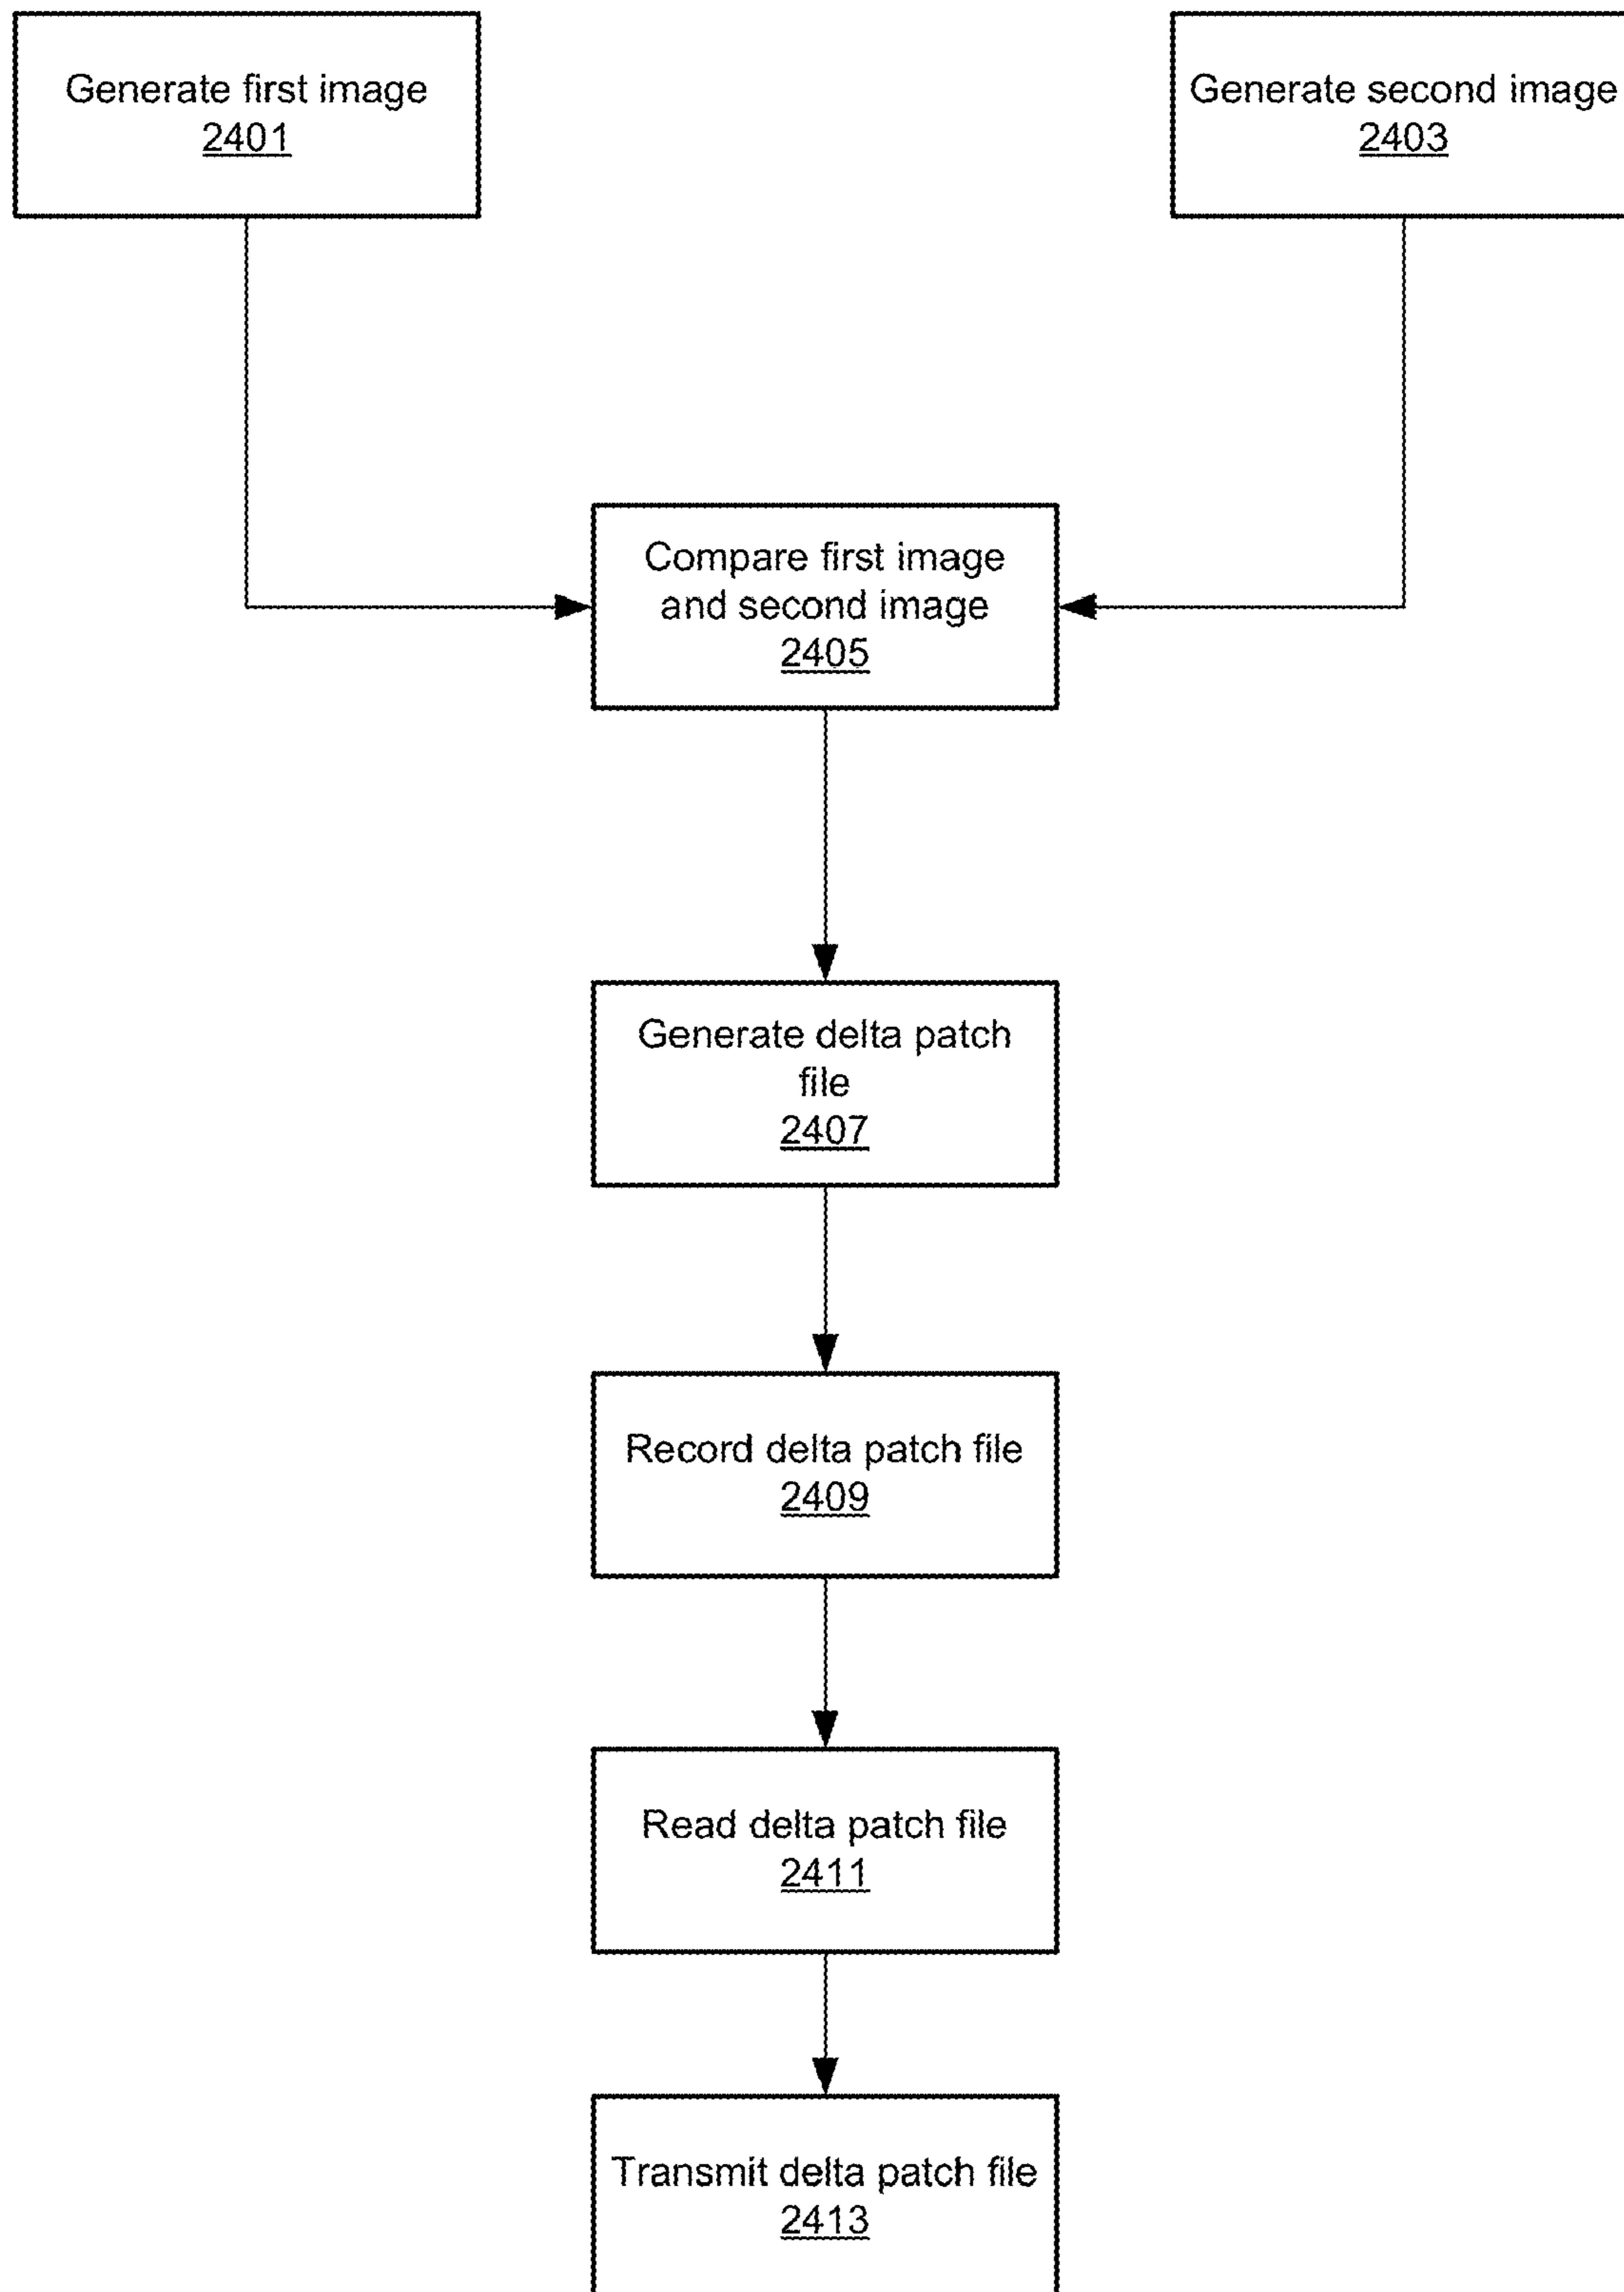 Generate first image
2401
Generate second image
2403
Compare first image
and second image
2405
Generate delta patch
file
2407
Record delta patch file
2409
Read delta patch file
2411
Transmit delta patch file
2413